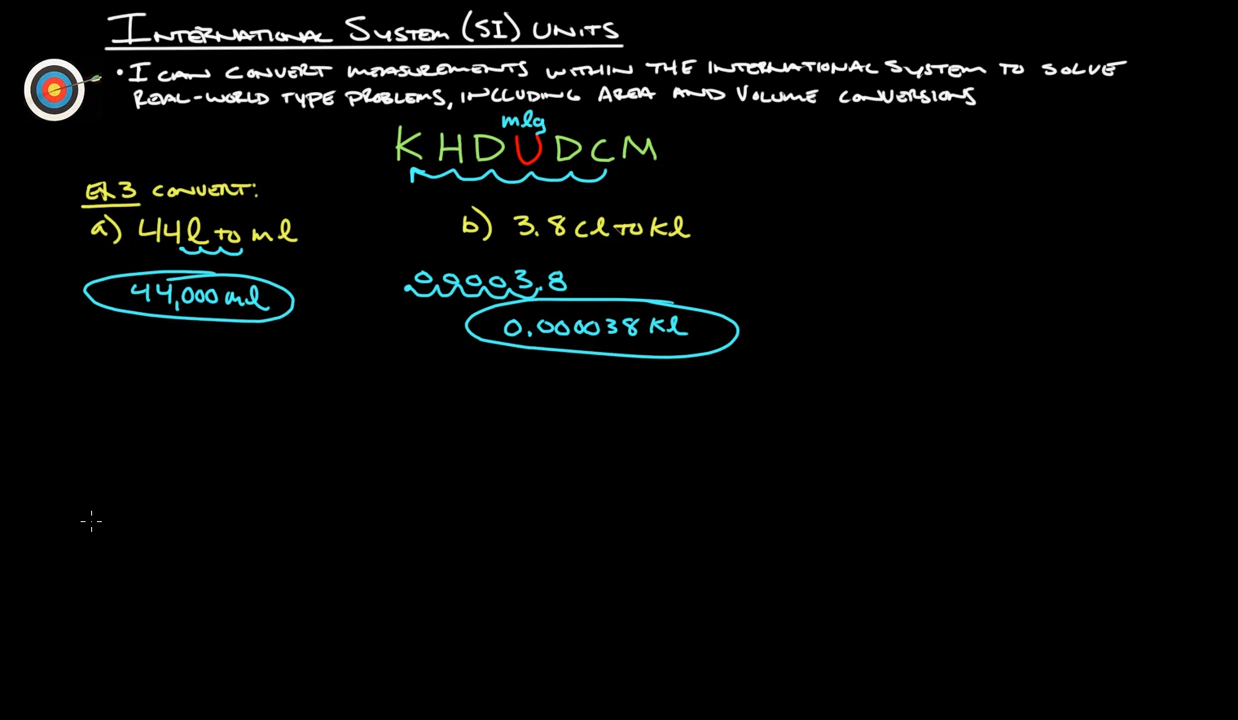 INTERNATIONAL SYSTEM (SI) UNITS
• I CAN CONVERT MEASUREMENTS WITHIN THE INTERNATIONAL SYSTEM TO SOLVE
REAL-WORLD TYPE PROBLEMS, INCLUDING AREA AND VOLUME CONVERSIONS
mlg
K H D U D C M
EX 3 CONVERT:
a) 44l to ml
b) 3.8 cl to kl
00003.8
44,000 ml
0.000038 kl